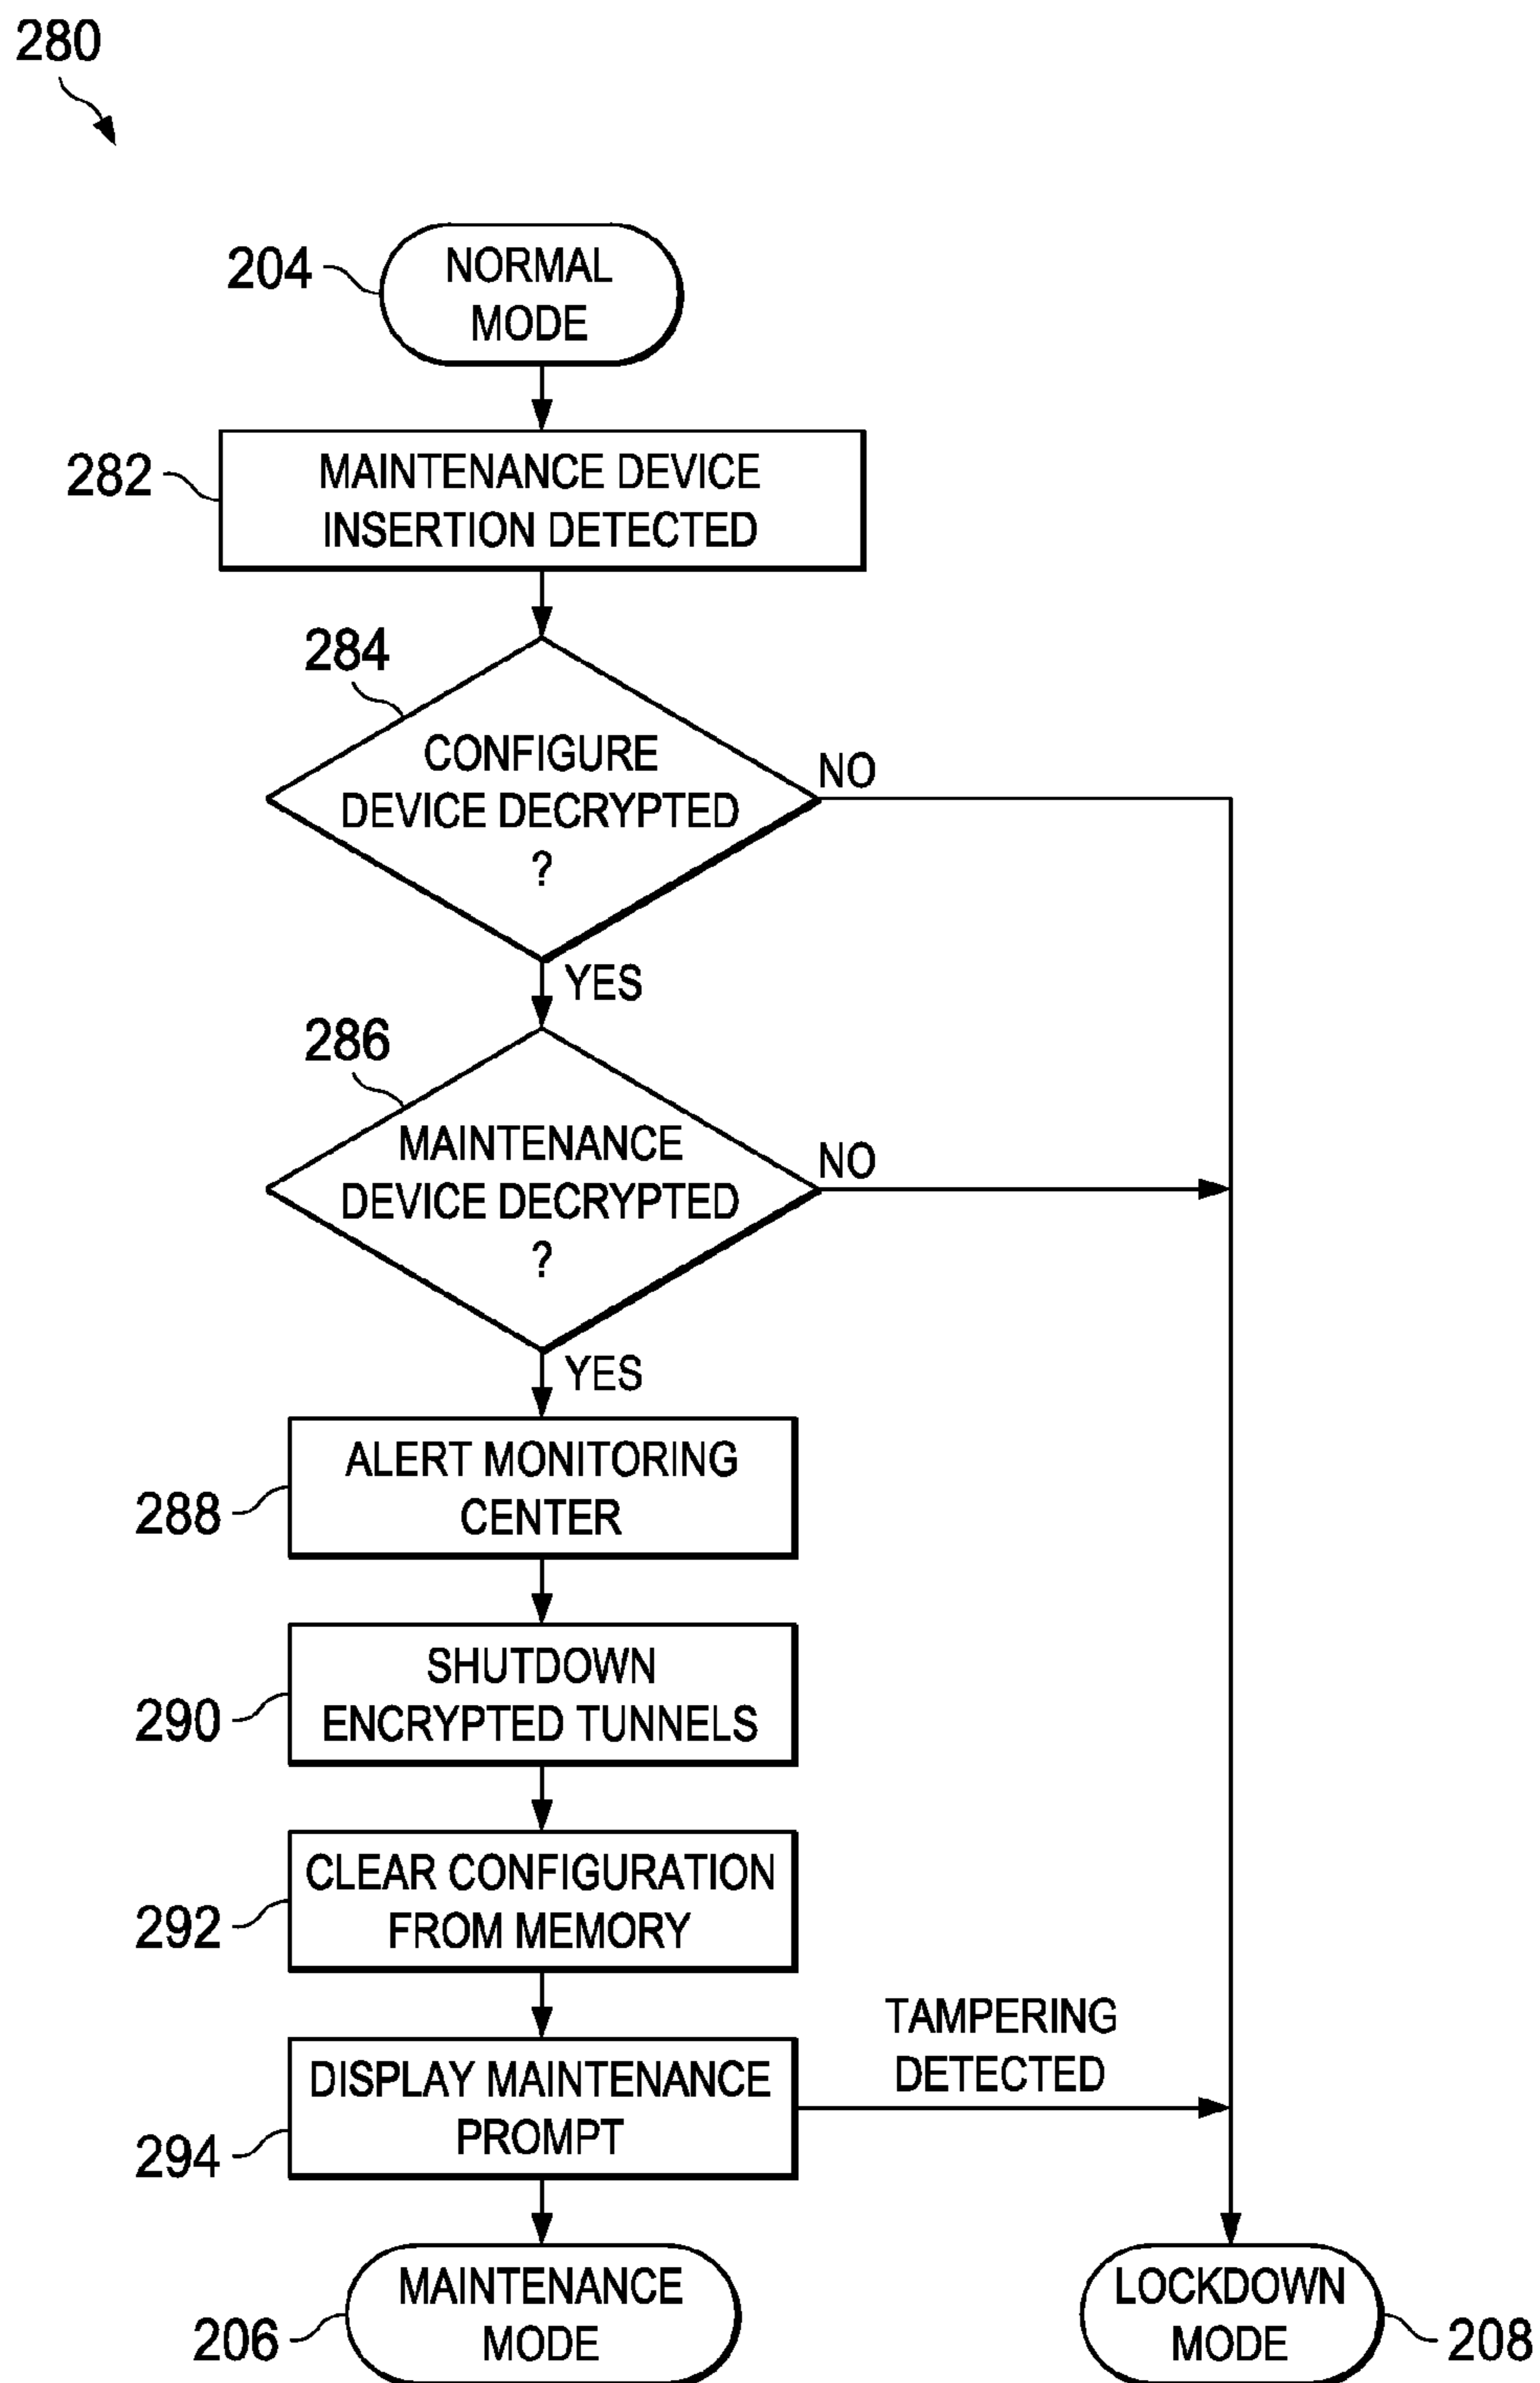 280
204
NORMAL
MODE
282
MAINTENANCE DEVICE
INSERTION DETECTED
284
CONFIGURE
DEVICE DECRYPTED
?
NO
YES
286
MAINTENANCE
DEVICE DECRYPTED
?
NO
YES
288
ALERT MONITORING
CENTER
290
SHUTDOWN
ENCRYPTED TUNNELS
292
CLEAR CONFIGURATION
FROM MEMORY
294
DISPLAY MAINTENANCE
PROMPT
TAMPERING
DETECTED
206
MAINTENANCE
MODE
LOCKDOWN
MODE
208